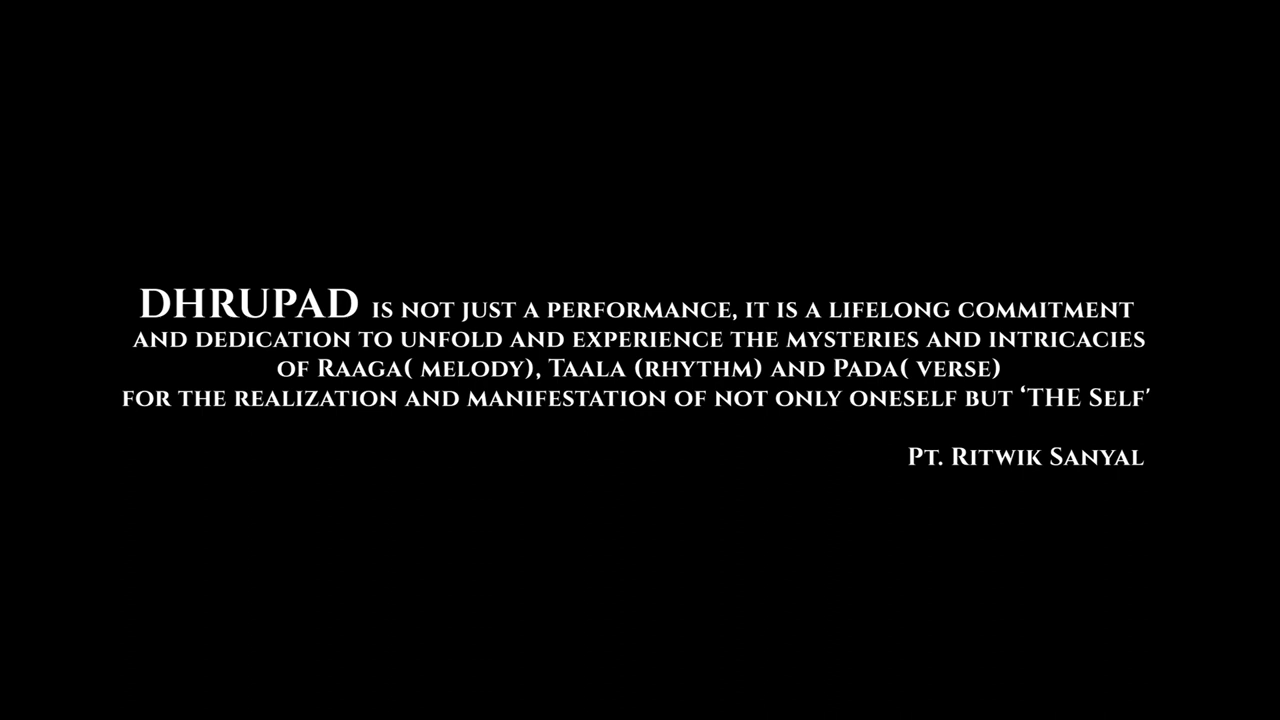 DHRUPAD IS NOT JUST A PERFORMANCE, IT IS A LIFELONG COMMITMENT
AND DEDICATION TO UNFOLD AND EXPERIENCE THE MYSTERIES AND INTRICACIES
OF RAAGA( MELODY), TAALA (RHYTHM) AND PADA( VERSE)
FOR THE REALIZATION AND MANIFESTATION OF NOT ONLY ONESELF BUT ‘THE SELF’
PT. RITWIK SANYAL